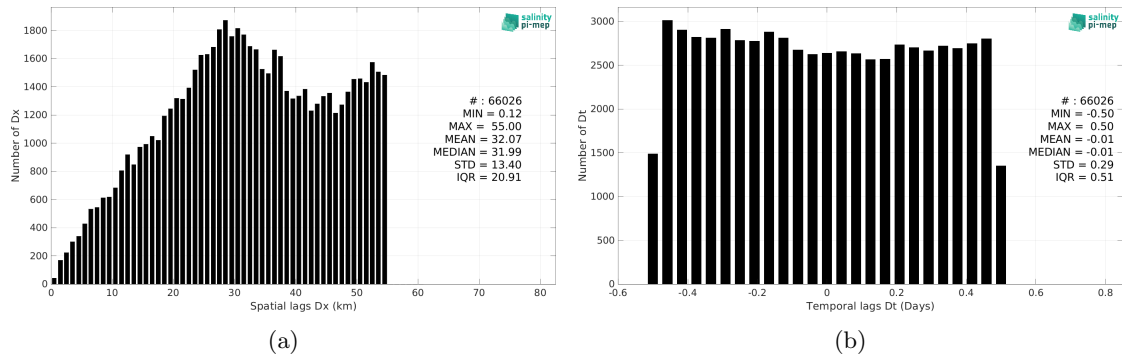 1800
1600
1400
1200
1000
800
600
400
200
0
Number of Dx
0 10 20 30 40 50 60 70 80
Spatial lags Dx (km)
salinity
pi-mep
# : 66026
MIN = 0.12
MAX = 55.00
MEAN = 32.07
MEDIAN = 31.99
STD = 13.40
IQR = 20.91
(a)
3000
2500
2000
1500
1000
500
0
Number of Dt
-0.6 -0.4 -0.2 0 0.2 0.4 0.6 0.8
Temporal lags Dt (Days)
salinity
pi-mep
# : 66026
MIN = -0.50
MAX = 0.50
MEAN = -0.01
MEDIAN = -0.01
STD = 0.29
IQR = 0.51
(b)